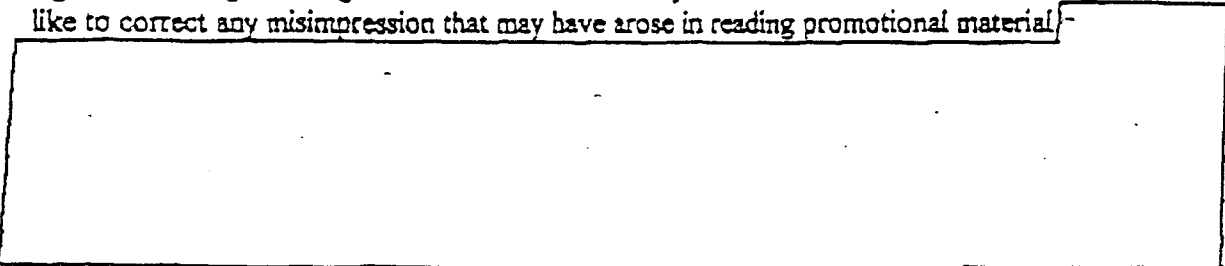 like to correct any misimpression that may have arose in reading promotional material